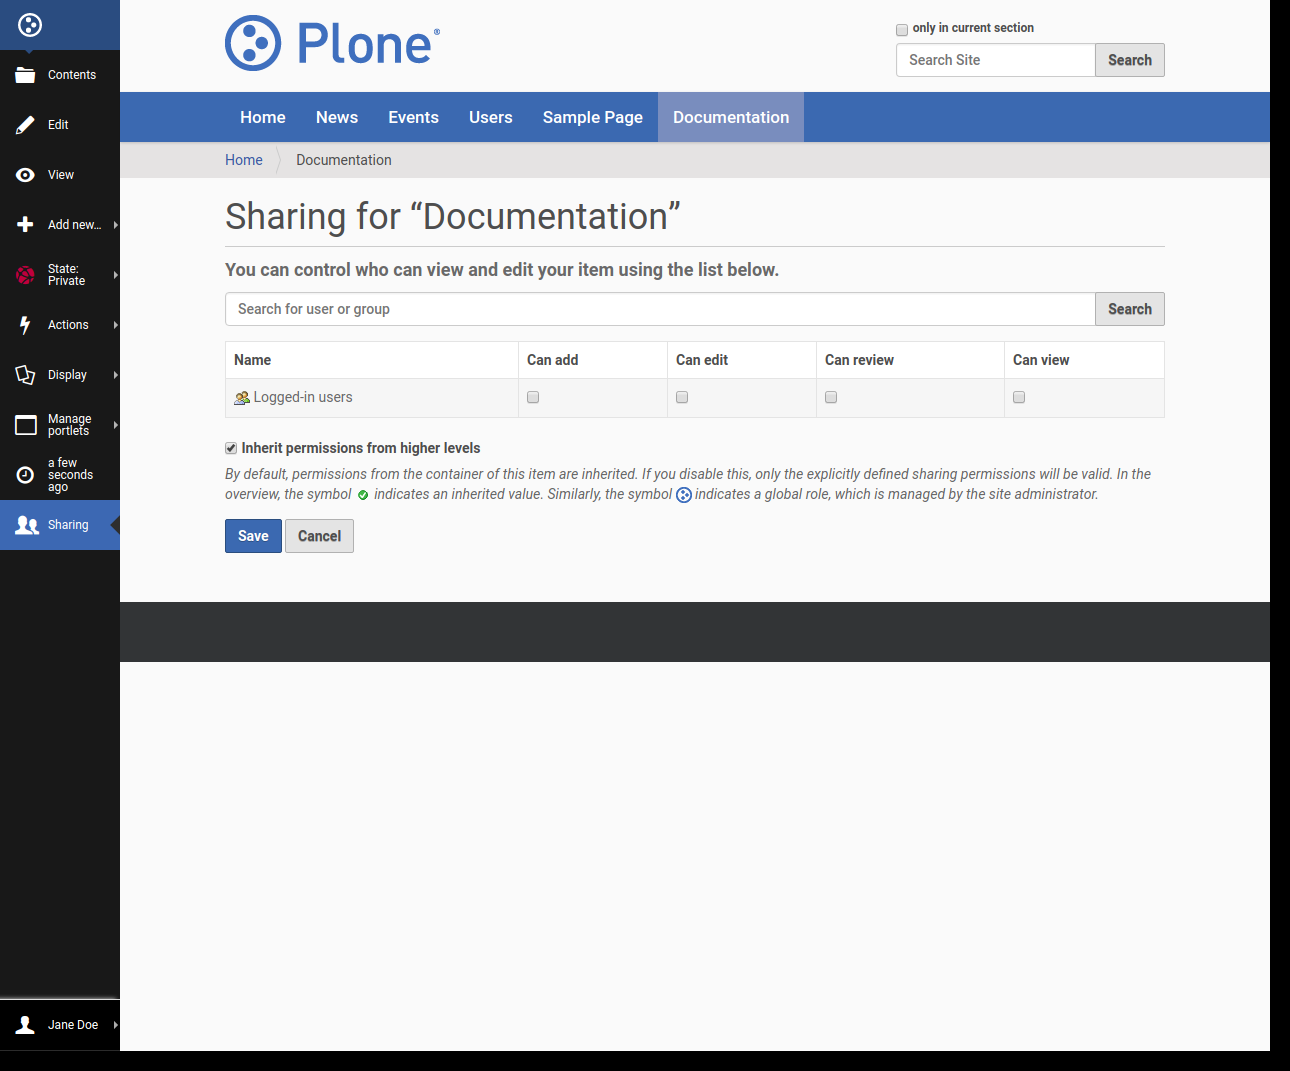 Contents
Edit
View
Add new...
State:
Private
Actions
Display
Manage
portlets
a few
seconds
ago
Sharing
Jane Doe
Plone®
only in current section
Search Site
Search
Home
News
Events
Users
Sample Page
Documentation
Home
Documentation
Sharing for “Documentation”
You can control who can view and edit your item using the list below.
Search for user or group
Search
Name
Can add
Can edit
Can review
Can view
Logged-in users
Inherit permissions from higher levels
By default, permissions from the container of this item are inherited. If you disable this, only the explicitly defined sharing permissions will be valid. In the
overview, the symbol indicates an inherited value. Similarly, the symbol indicates a global role, which is managed by the site administrator.
Save
Cancel